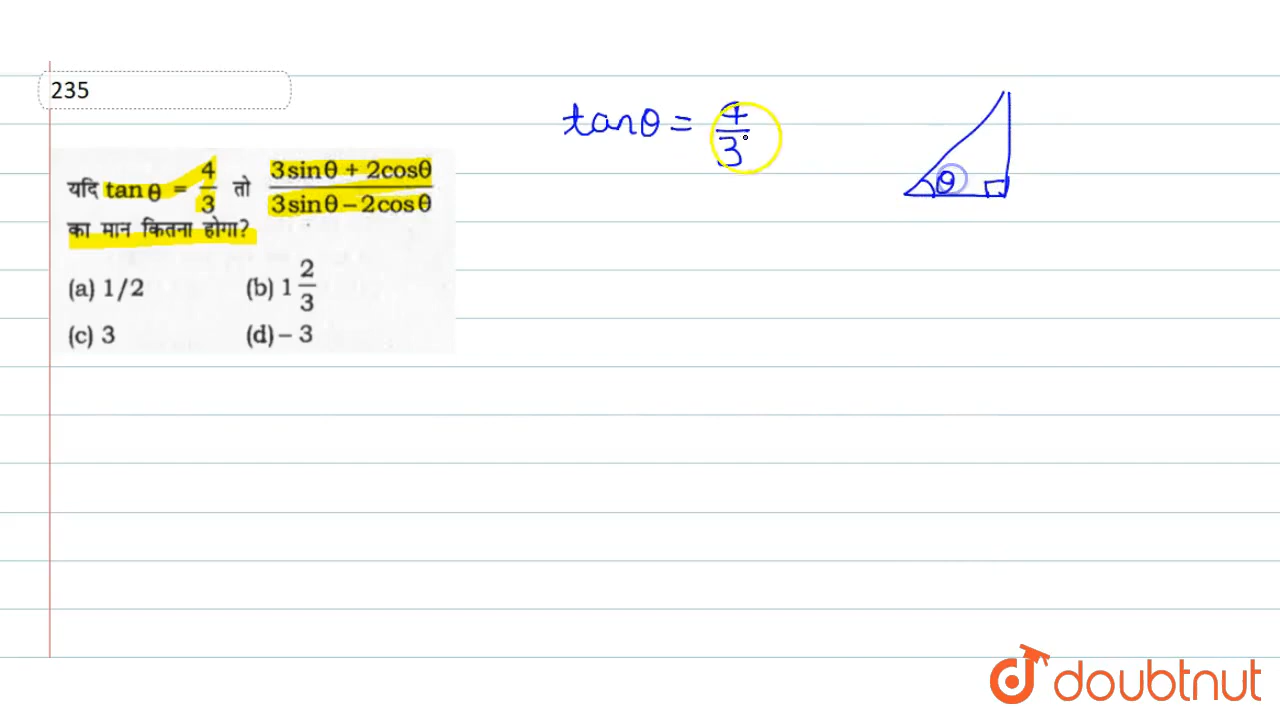 235
यदि tan θ = 4/3 तो (3sinθ + 2cosθ)/(3sinθ − 2cosθ)
का मान कितना होगा?
(a) 1/2 (b) 1 2/3
(c) 3 (d) – 3
tanθ = 4/3
θ
doubtnut